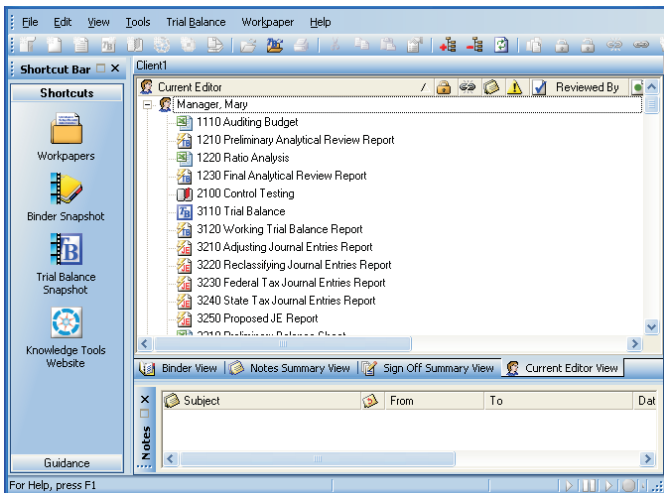 File Edit View Tools Trial Balance Workpaper Help
Shortcut Bar
Client1
Shortcuts
Workpapers
Binder Snapshot
Trial Balance
Snapshot
Knowledge Tools
Website
Guidance
Current Editor / Reviewed By
Manager, Mary
1110 Auditing Budget
1210 Preliminary Analytical Review Report
1220 Ratio Analysis
1230 Final Analytical Review Report
2100 Control Testing
3110 Trial Balance
3120 Working Trial Balance Report
3210 Adjusting Journal Entries Report
3220 Reclassifying Journal Entries Report
3230 Federal Tax Journal Entries Report
3240 State Tax Journal Entries Report
3250 Proposed JE Report
Binder View Notes Summary View Sign Off Summary View Current Editor View
Notes
Subject From To Dat
For Help, press F1